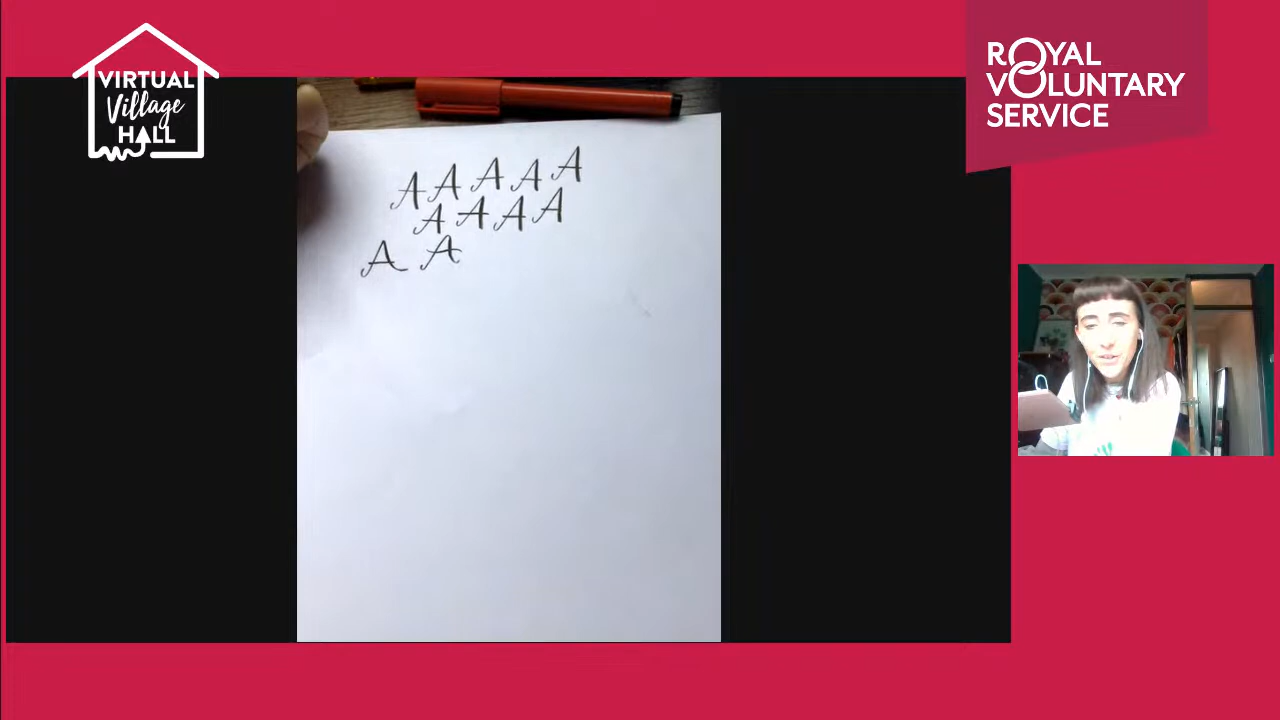 VIRTUAL
Village
HALL
ROYAL
VOLUNTARY
SERVICE
A A A A A
A A A A
A A